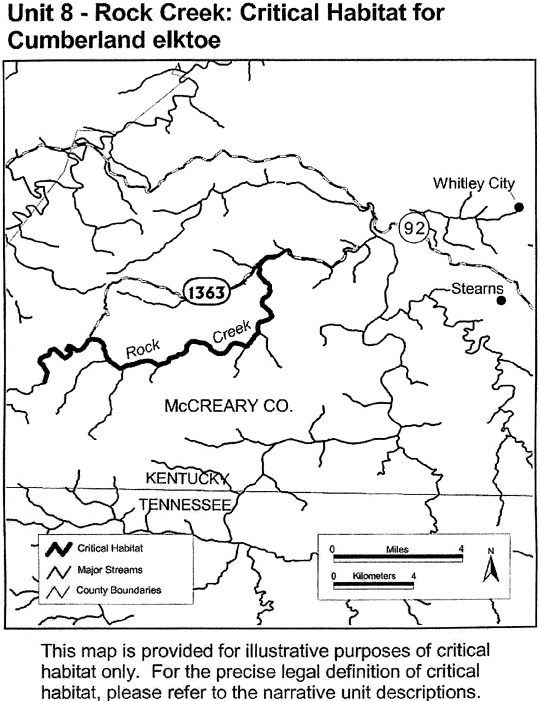 Unit 8 - Rock Creek: Critical Habitat for
Cumberland elktoe
Whitley City
92
1363
Stearns
Rock Creek
McCREARY CO.
KENTUCKY
TENNESSEE
Critical Habitat
Major Streams
County Boundaries
0 Miles 4
0 Kilometers 4
N
This map is provided for illustrative purposes of critical
habitat only. For the precise legal definition of critical
habitat, please refer to the narrative unit descriptions.